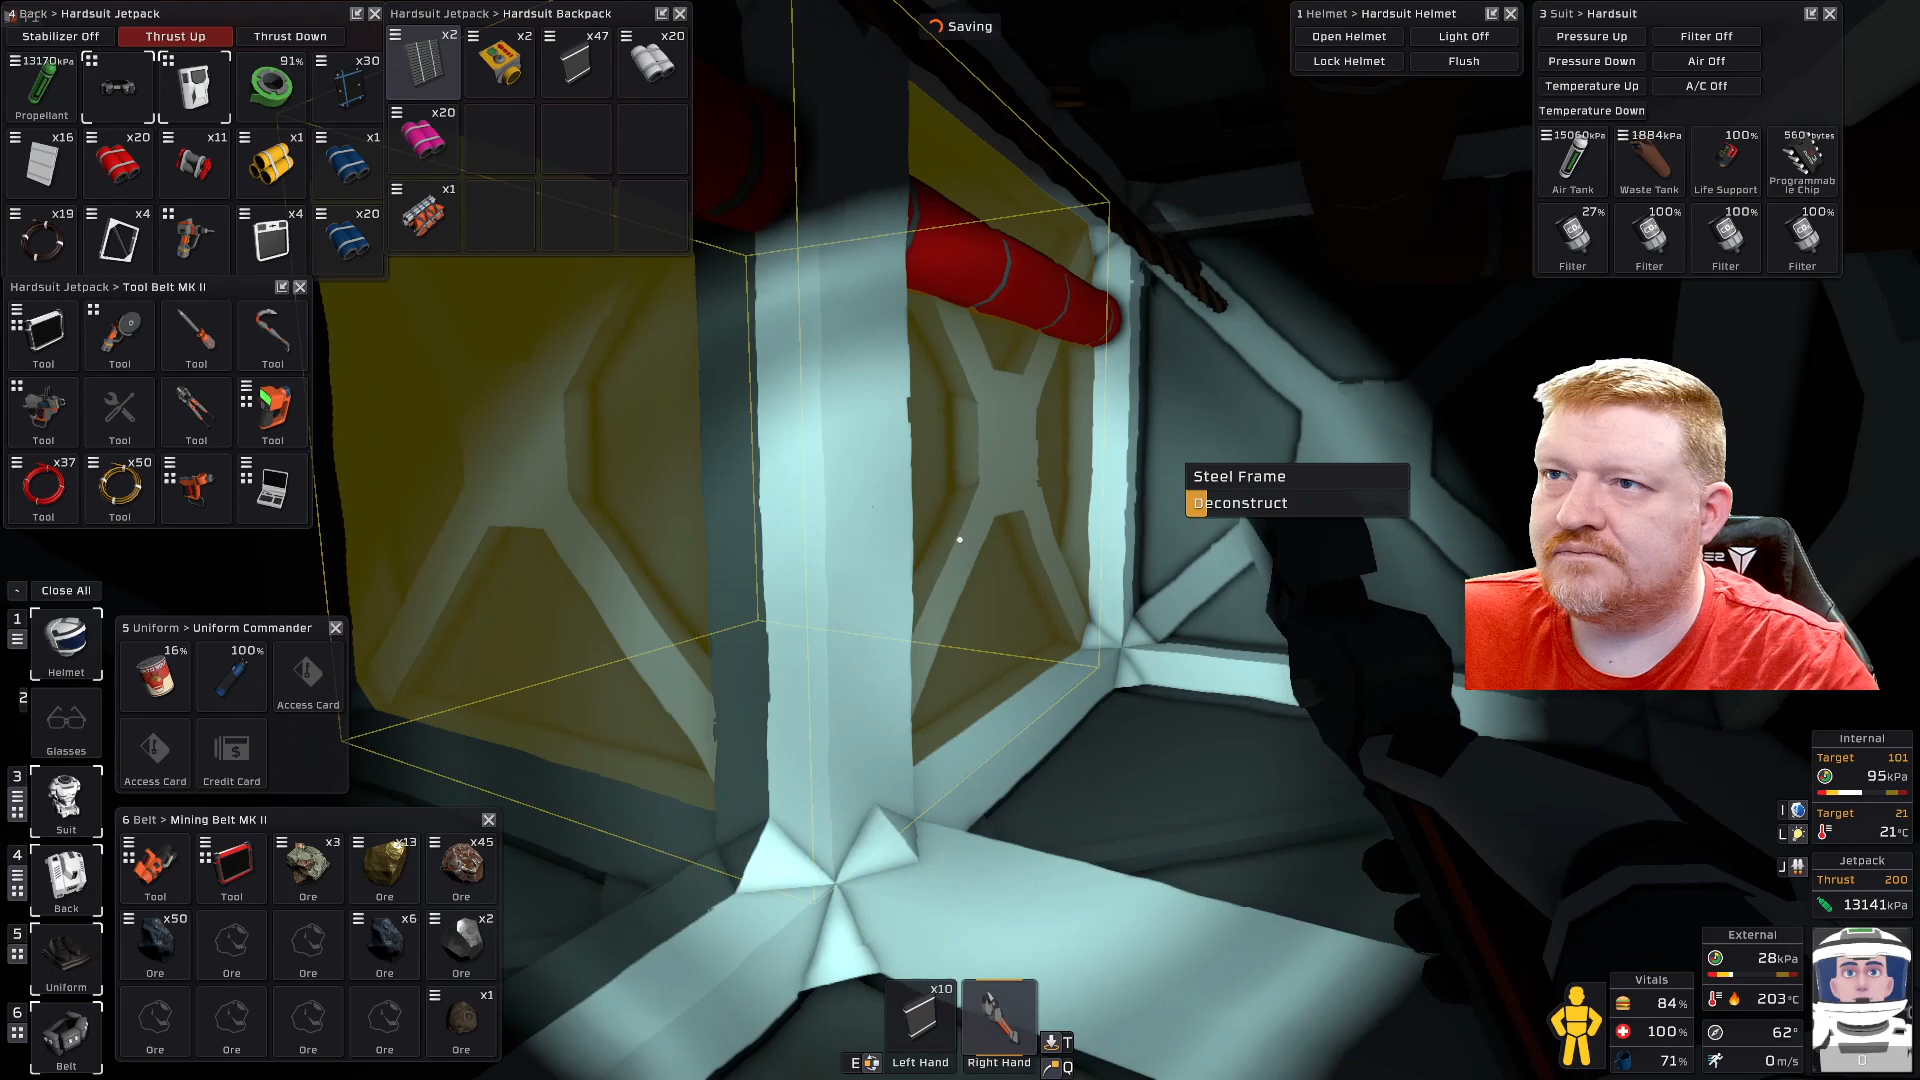 4 Back > Hardsuit Jetpack
Stabilizer Off
Thrust Up
Thrust Down
13170kPa
Propellant
91%
x30
x16
x20
x11
x1
x1
x19
x4
x4
x20
Hardsuit Jetpack > Hardsuit Backpack
x2
x2
x47
x20
x20
x1
Saving
1 Helmet > Hardsuit Helmet
Open Helmet
Light Off
Lock Helmet
Flush
3 Suit > Hardsuit
Pressure Up
Filter Off
Pressure Down
Air Off
Temperature Up
A/C Off
Temperature Down
15060kPa
Air Tank
1884kPa
Waste Tank
100%
Life Support
560 bytes
Programmab
le Chip
27%
Filter
100%
Filter
100%
Filter
100%
Filter
Hardsuit Jetpack > Tool Belt MK II
Tool
Tool
Tool
Tool
Tool
Tool
Tool
Tool
x37
Tool
x50
Tool
Steel Frame
Deconstruct
~
Close All
1
Helmet
2
Glasses
3
Suit
4
Back
5
Uniform
6
Belt
5 Uniform > Uniform Commander
16%
100%
Access Card
Access Card
Credit Card
6 Belt > Mining Belt MK II
Tool
Tool
x3
Ore
x13
Ore
x45
Ore
x50
Ore
Ore
Ore
x6
Ore
x2
Ore
Ore
Ore
Ore
Ore
x1
Ore
E
x10
Left Hand
Right Hand
T
Q
Internal
Target 101
95kPa
Target 21
21°C
I
L
J
Jetpack
Thrust 200
13141kPa
External
28kPa
203°C
62°
0m/s
Vitals
84%
100%
71%
0